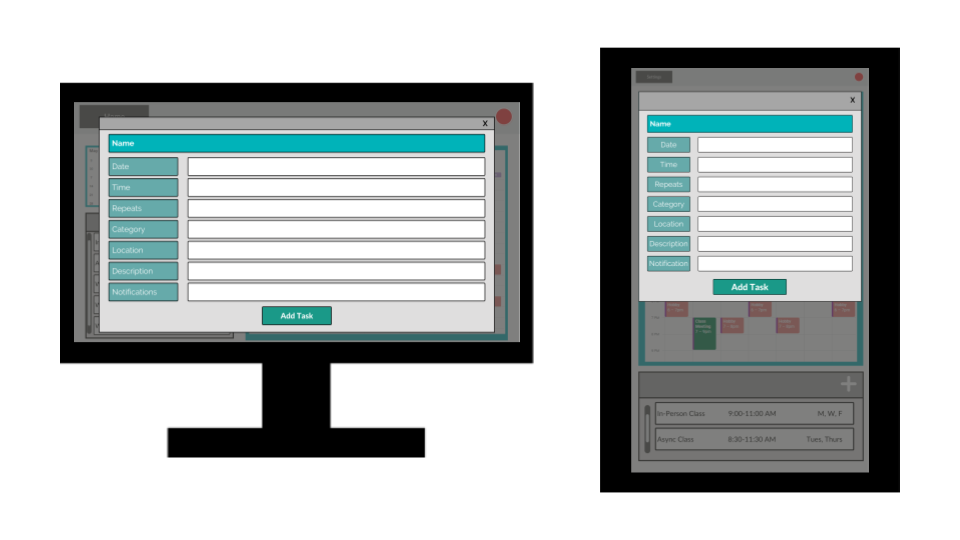 X
Name
Date
Time
Repeats
Category
Location
Description
Notifications
Add Task
X
Name
Date
Time
Repeats
Category
Location
Description
Notification
Add Task
In-Person Class 9:00-11:00 AM M, W, F
Async Class 8:30-11:30 AM Tues, Thurs